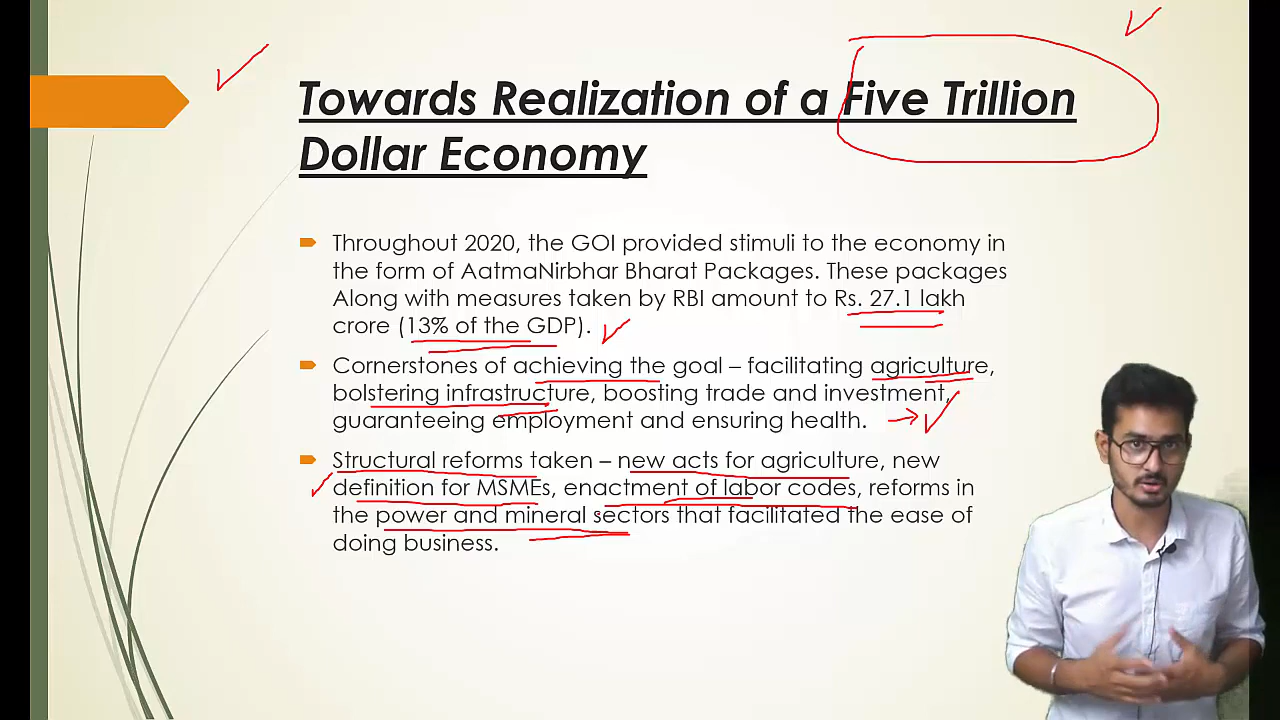 Towards Realization of a Five Trillion
Dollar Economy
Throughout 2020, the GOI provided stimuli to the economy in
the form of AatmaNirbhar Bharat Packages. These packages
Along with measures taken by RBI amount to Rs. 27.1 lakh
crore (13% of the GDP).
Cornerstones of achieving the goal – facilitating agriculture,
bolstering infrastructure, boosting trade and investment,
guaranteeing employment and ensuring health.
Structural reforms taken – new acts for agriculture, new
definition for MSMEs, enactment of labor codes, reforms in
the power and mineral sectors that facilitated the ease of
doing business.